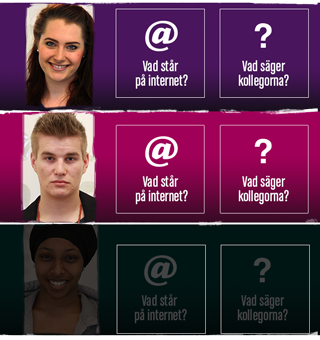 @ ?
Vad står Vad säger
på internet? kollegorna?
@ ?
Vad står Vad säger
på internet? kollegorna?
@ ?
Vad står Vad säger
på internet? kollegorna?